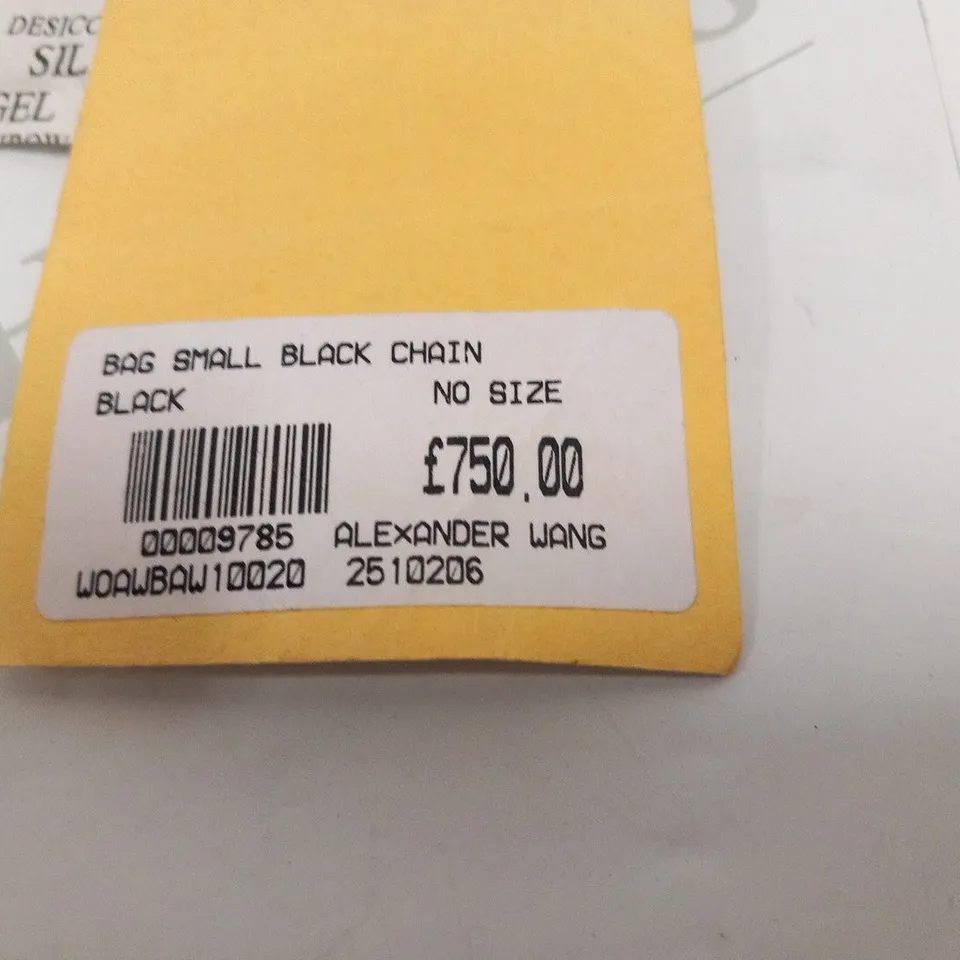 DESICC
SIL
GEL
BAG SMALL BLACK CHAIN
BLACK NO SIZE
£750.00
00009785 ALEXANDER WANG
WOAWBAW10020 2510206